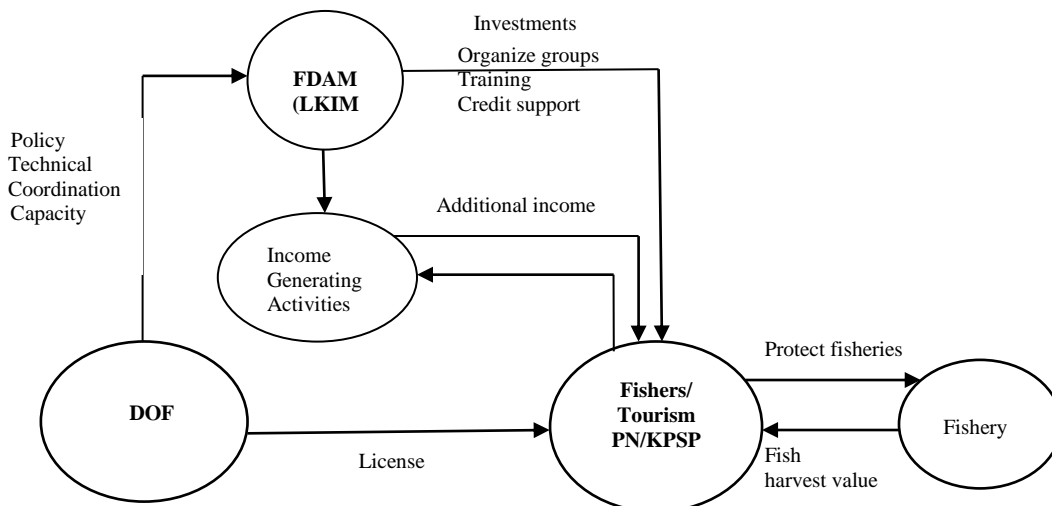 Investments
Organize groups
Training
Credit support
FDAM
(LKIM
Policy
Technical
Coordination
Capacity
Additional income
Income
Generating
Activities
Protect fisheries
Fishers/
Tourism
PN/KPSP
DOF
Fishery
License
Fish
harvest value